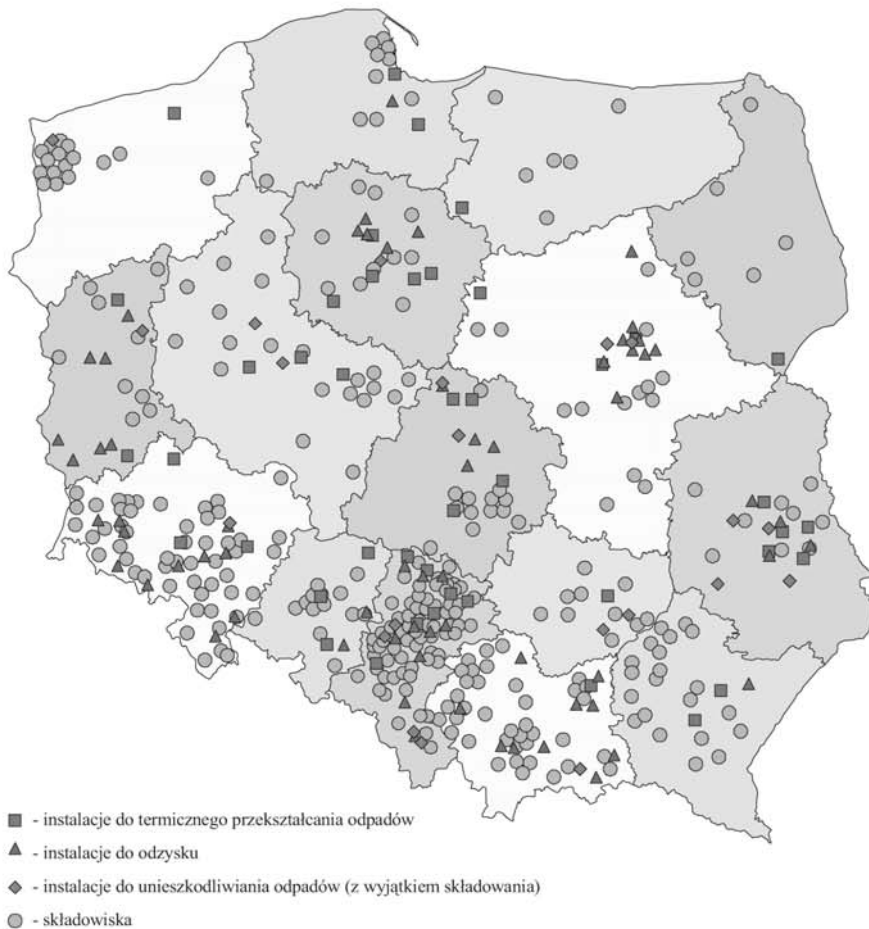 - instalacje do termicznego przekształcania odpadów
- instalacje do odzysku
- instalacje do unieszkodliwiania odpadów (z wyjątkiem składowania)
- składowiska